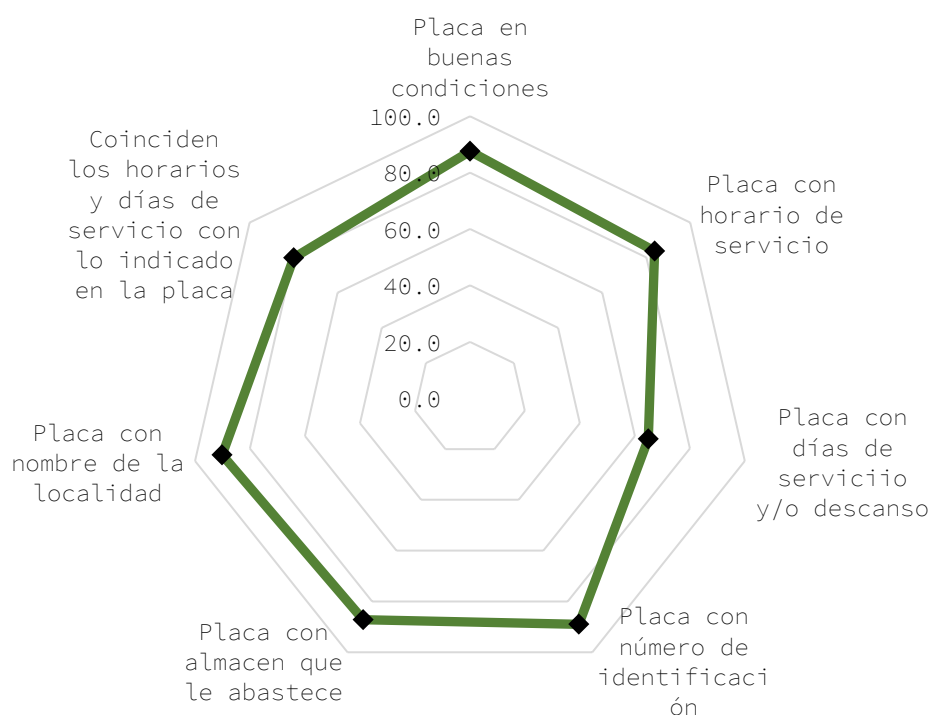 Placa en
buenas
condiciones
100.0
80.0
60.0
40.0
20.0
0.0
Placa con
horario de
servicio
Placa con
días de
serviciio
y/o descanso
Placa con
número de
identificaci
ón
Placa con
almacen que
le abastece
Placa con
nombre de la
localidad
Coinciden
los horarios
y días de
servicio con
lo indicado
en la placa